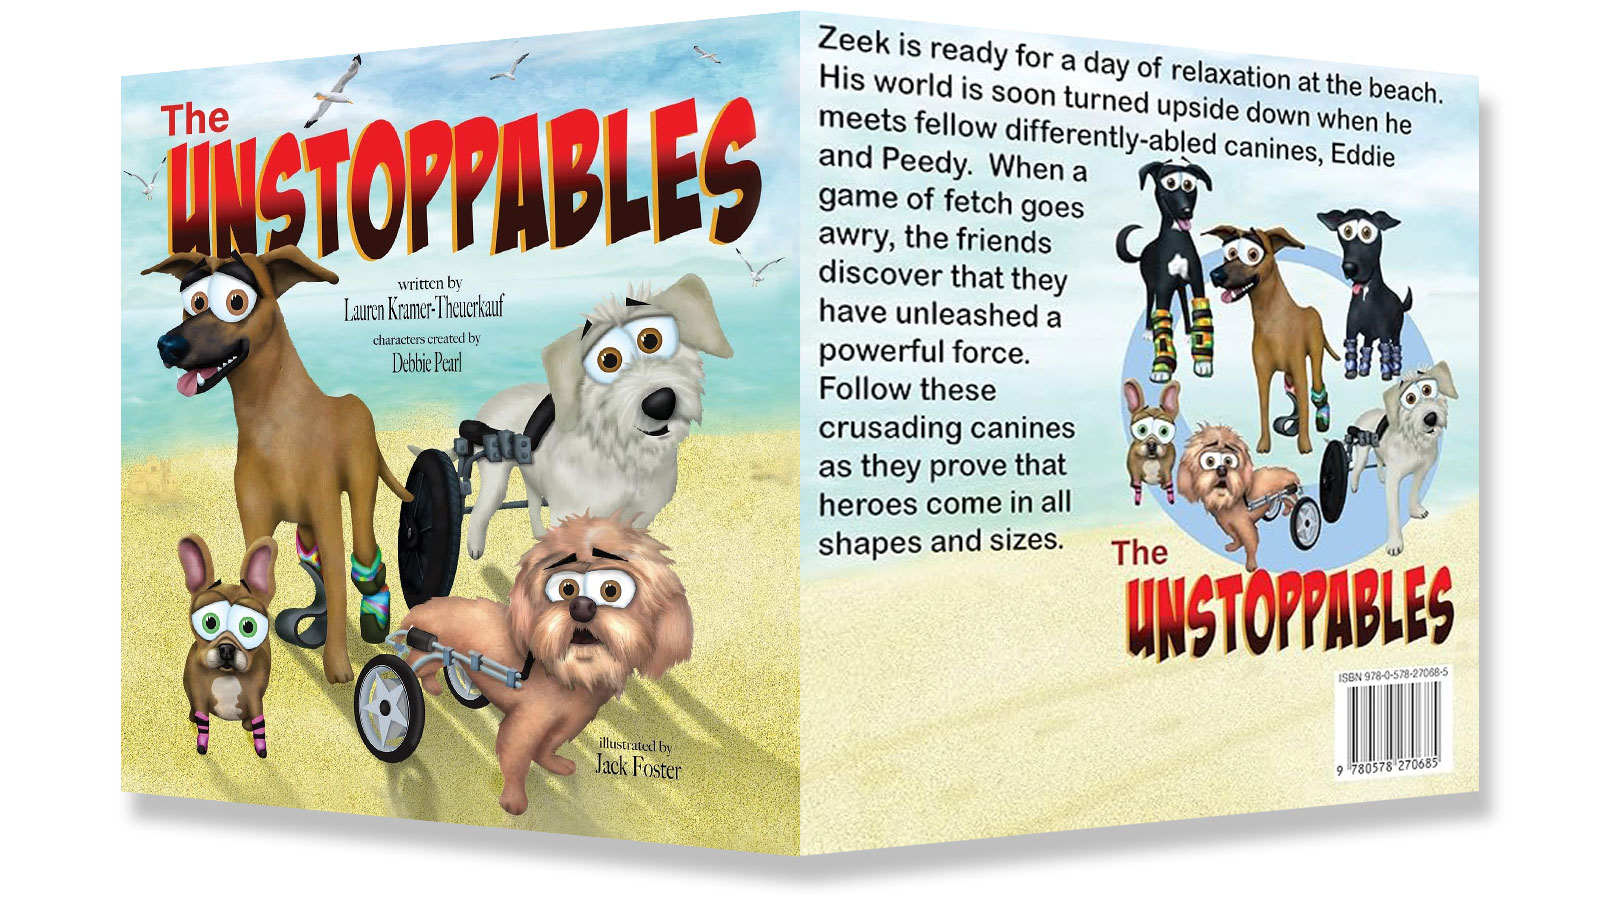 The
UNSTOPPABLES
written by
Lauren Kramer-Theuerkauf
characters created by
Debbie Pearl
illustrated by
Jack Foster
Zeek is ready for a day of relaxation at the beach.
His world is soon turned upside down when he
meets fellow differently-abled canines, Eddie
and Peedy. When a
game of fetch goes
awry, the friends
discover that they
have unleashed a
powerful force.
Follow these
crusading canines
as they prove that
heroes come in all
shapes and sizes.
The
UNSTOPPABLES
ISBN 978-0-578-27068-5
9 780578 270685